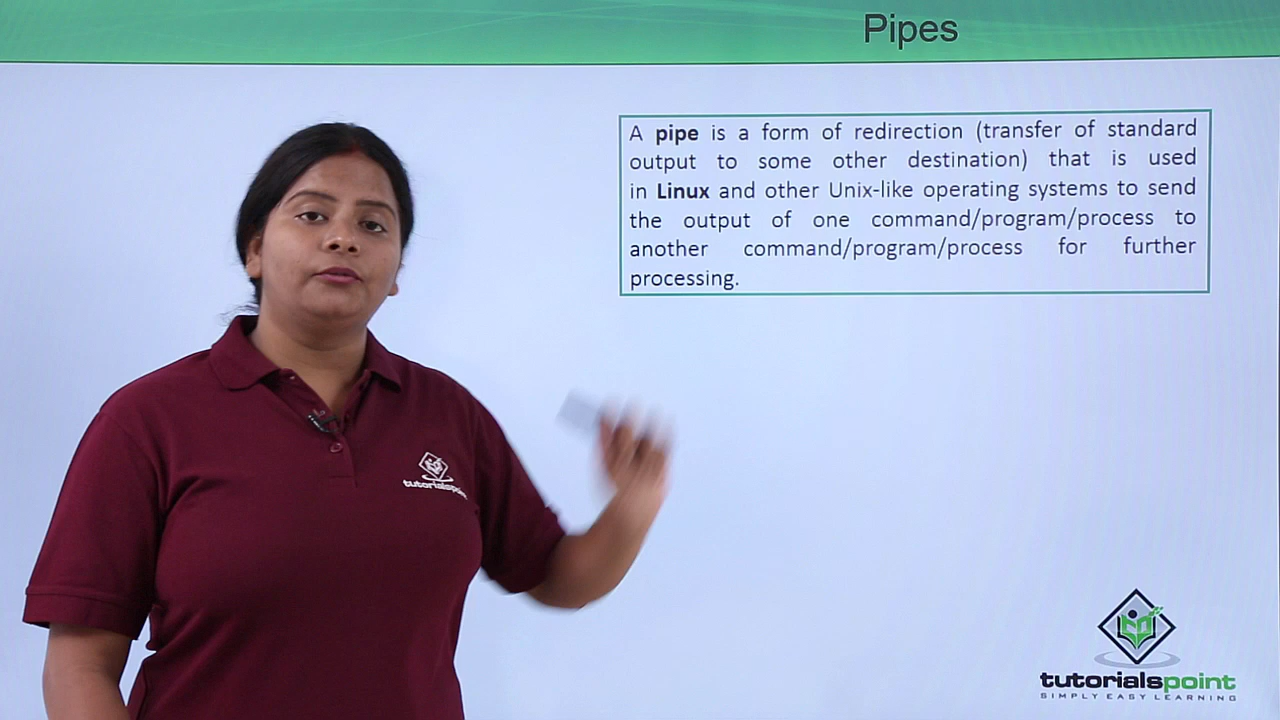 Pipes
A pipe is a form of redirection (transfer of standard
output to some other destination) that is used
in Linux and other Unix-like operating systems to send
the output of one command/program/process to
another command/program/process for further
processing.
tutorialspoint
tutorialspoint
SIMPLY EASY LEARNING